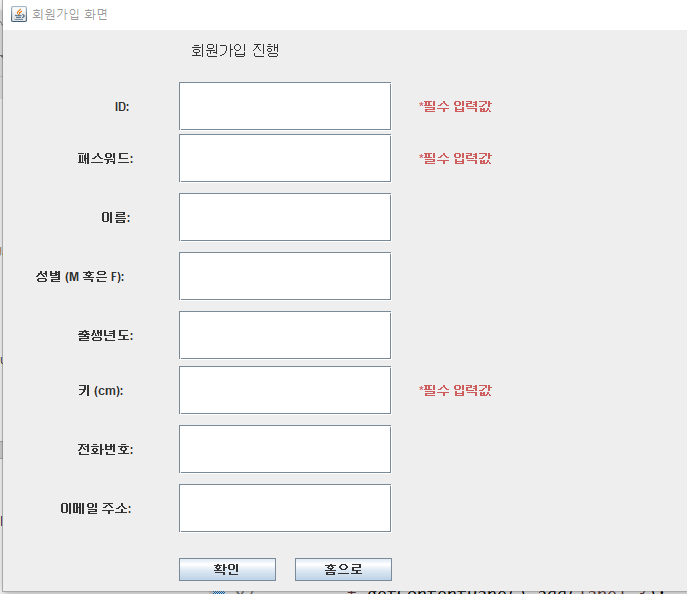 회원가입 화면
회원가입 진행
ID: *필수 입력값
패스워드: *필수 입력값
이름:
성별 (M 혹은 F):
출생년도:
키 (cm): *필수 입력값
전화번호:
이메일 주소:
확인 홈으로